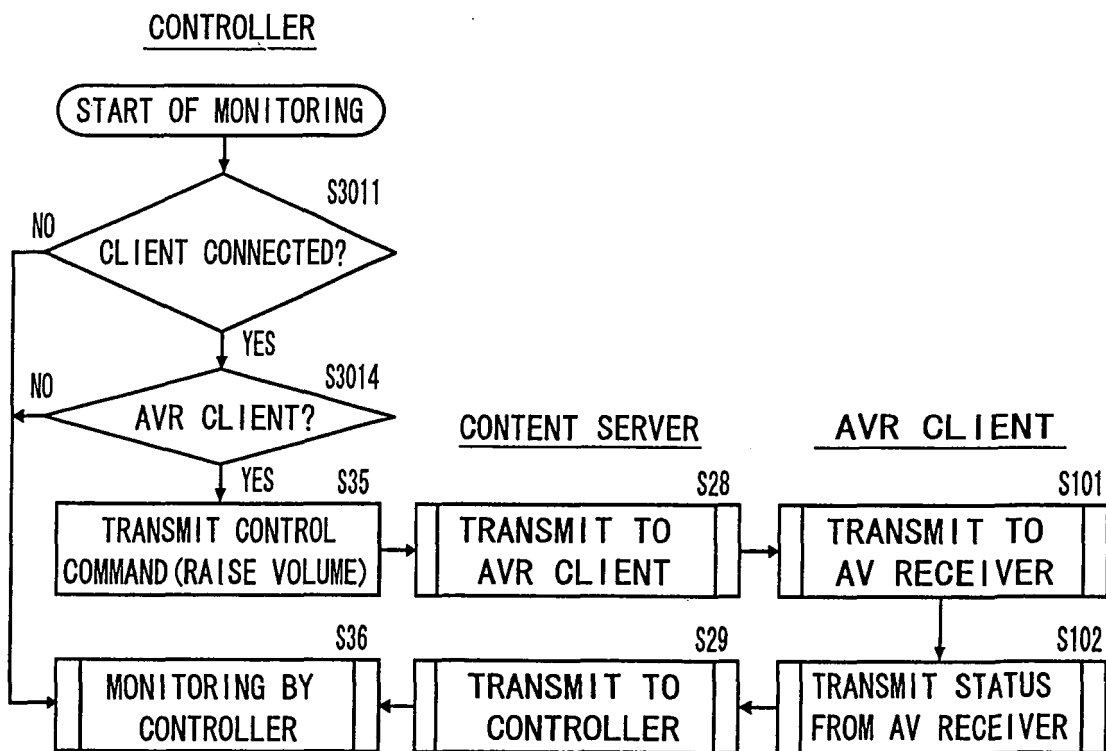 CONTROLLER
START OF MONITORING
S3011
NO
CLIENT CONNECTED?
YES
S3014
NO
AVR CLIENT?
YES
CONTENT SERVER
AVR CLIENT
S35
TRANSMIT CONTROL
COMMAND(RAISE VOLUME)
S28
TRANSMIT TO
AVR CLIENT
S101
TRANSMIT TO
AV RECEIVER
S36
MONITORING BY
CONTROLLER
S29
TRANSMIT TO
CONTROLLER
S102
TRANSMIT STATUS
FROM AV RECEIVER